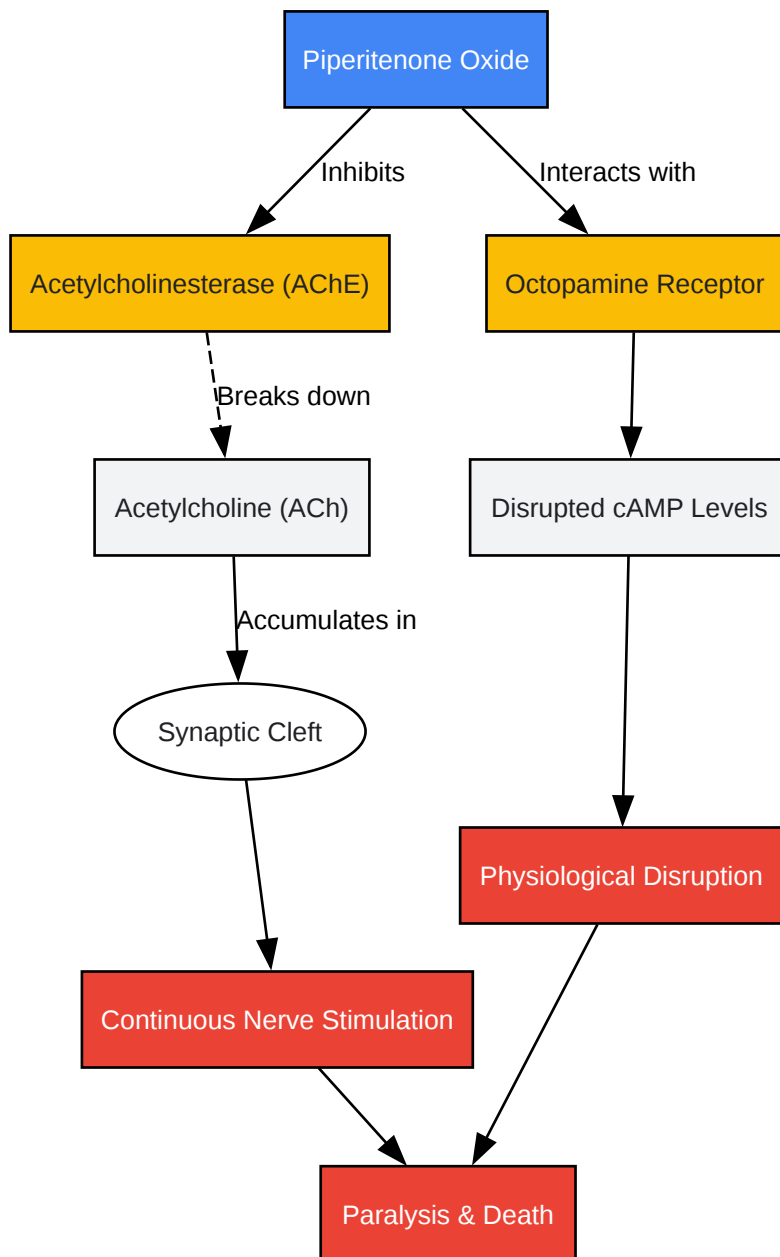 Piperitenone Oxide
Inhibits
Interacts with
Acetylcholinesterase (AChE)
Octopamine Receptor
Breaks down
Acetylcholine (ACh)
Disrupted cAMP Levels
Accumulates in
Synaptic Cleft
Physiological Disruption
Continuous Nerve Stimulation
Paralysis & Death